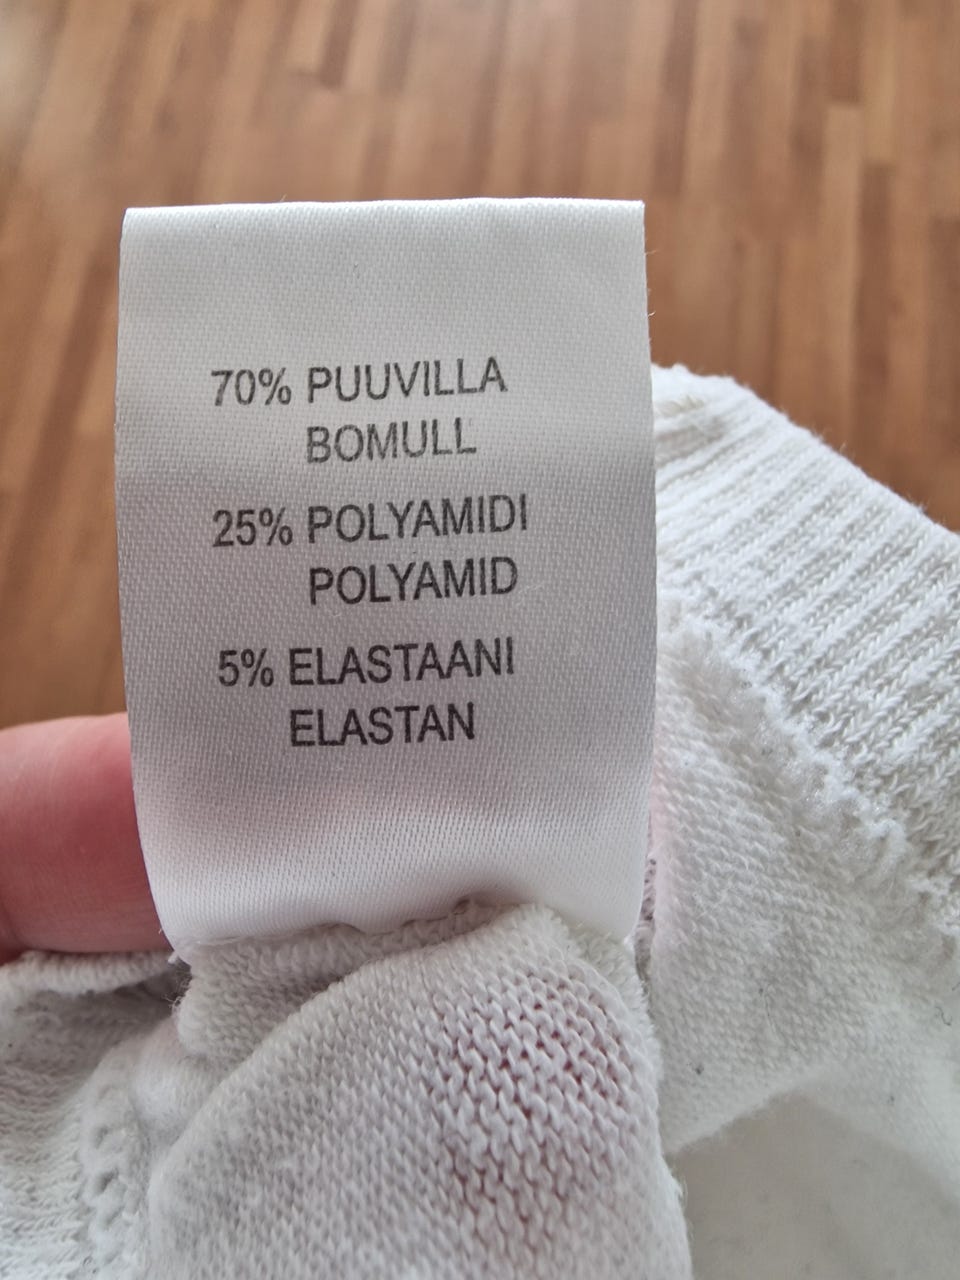 70% PUUVILLA
BOMULL
25% POLYAMIDI
POLYAMID
5% ELASTAANI
ELASTAN